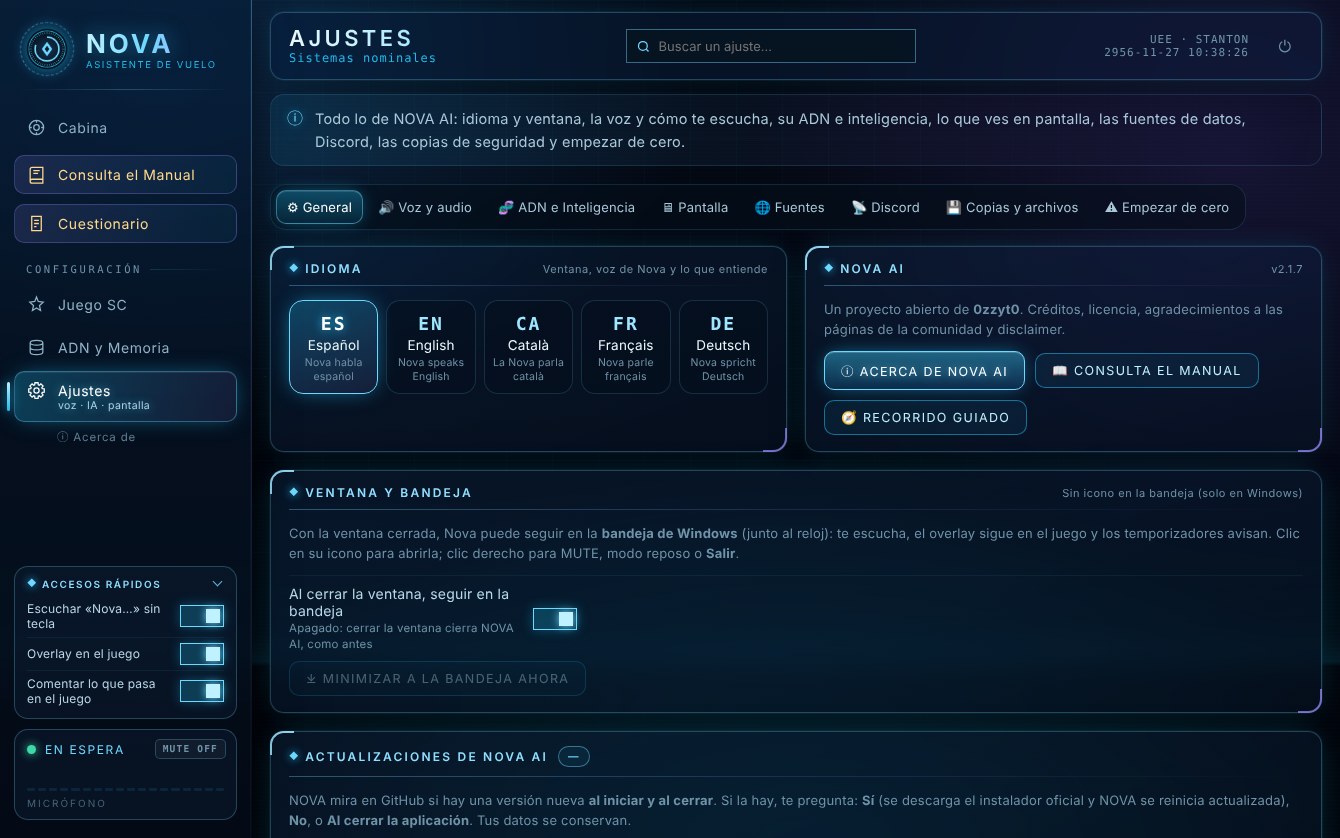 NOVA
ASISTENTE DE VUELO
Cabina
Consulta el Manual
Cuestionario
CONFIGURACIÓN
Juego SC
ADN y Memoria
Ajustes
voz · IA · pantalla
ⓘ Acerca de
ACCESOS RÁPIDOS
Escuchar «Nova...» sin
tecla
Overlay en el juego
Comentar lo que pasa
en el juego
EN ESPERA
MUTE OFF
MICRÓFONO
AJUSTES
Sistemas nominales
Buscar un ajuste...
UEE · STANTON
2956-11-27 10:38:26
Todo lo de NOVA AI: idioma y ventana, la voz y cómo te escucha, su ADN e inteligencia, lo que ves en pantalla, las fuentes de datos,
Discord, las copias de seguridad y empezar de cero.
⚙ General
🔊 Voz y audio
🧬 ADN e Inteligencia
🖥 Pantalla
🌐 Fuentes
📡 Discord
💾 Copias y archivos
⚠ Empezar de cero
IDIOMA
Ventana, voz de Nova y lo que entiende
ES
Español
Nova habla
español
EN
English
Nova speaks
English
CA
Català
La Nova parla
català
FR
Français
Nova parle
français
DE
Deutsch
Nova spricht
Deutsch
NOVA AI
v2.1.7
Un proyecto abierto de 0zzyt0. Créditos, licencia, agradecimientos a las
páginas de la comunidad y disclaimer.
ⓘ ACERCA DE NOVA AI
📖 CONSULTA EL MANUAL
🧭 RECORRIDO GUIADO
VENTANA Y BANDEJA
Sin icono en la bandeja (solo en Windows)
Con la ventana cerrada, Nova puede seguir en la bandeja de Windows (junto al reloj): te escucha, el overlay sigue en el juego y los temporizadores avisan. Clic
en su icono para abrirla; clic derecho para MUTE, modo reposo o Salir.
Al cerrar la ventana, seguir en la
bandeja
Apagado: cerrar la ventana cierra NOVA
AI, como antes
MINIMIZAR A LA BANDEJA AHORA
ACTUALIZACIONES DE NOVA AI
—
NOVA mira en GitHub si hay una versión nueva al iniciar y al cerrar. Si la hay, te pregunta: Sí (se descarga el instalador oficial y NOVA se reinicia actualizada),
No, o Al cerrar la aplicación. Tus datos se conservan.